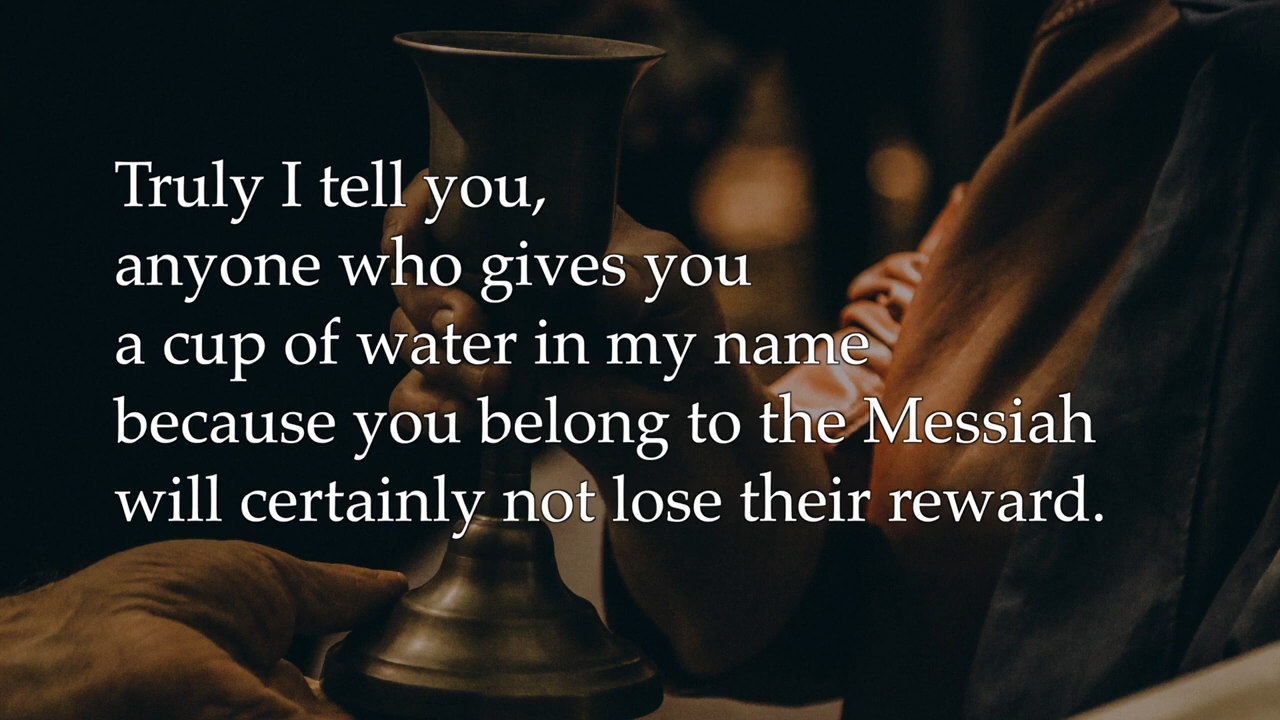 Truly I tell you,
anyone who gives you
a cup of water in my name
because you belong to the Messiah
will certainly not lose their reward.